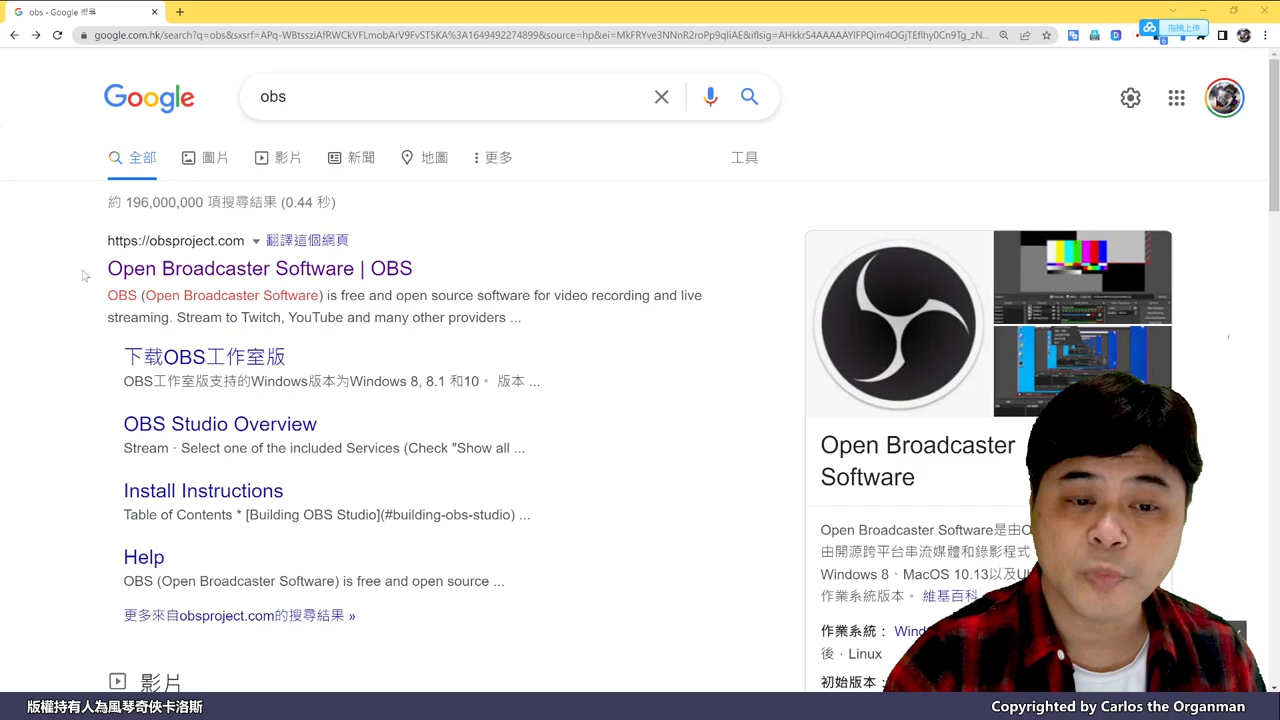 obs - Google 搜尋
拖拽上传
google.com.hk/search?q=obs&sxsrf=
Google
obs
全部 圖片 影片 新聞 地圖 更多 工具
約 196,000,000 項搜尋結果 (0.44 秒)
https://obsproject.com 翻譯這個網頁
Open Broadcaster Software | OBS
OBS (Open Broadcaster Software) is free and open source software for video recording and live
streaming. Stream to Twitch, YouTube and many other providers ...
下载OBS工作室版
OBS工作室版支持的Windows版本为Windows 8, 8.1 和10。 版本 ...
OBS Studio Overview
Stream · Select one of the included Services (Check "Show all ...
Install Instructions
Table of Contents * [Building OBS Studio](#building-obs-studio) ...
Help
OBS (Open Broadcaster Software) is free and open source ...
更多來自obsproject.com的搜尋結果 »
影片
Open Broadcaster
Software
Open Broadcaster Software是由
由開源跨平台串流媒體和錄影程式
Windows 8、MacOS 10.13以及
作業系統版本。 維基百科
作業系統：
後，Linux
初始版本：
版權持有人為風琴奇俠卡洛斯
Copyrighted by Carlos the Organman